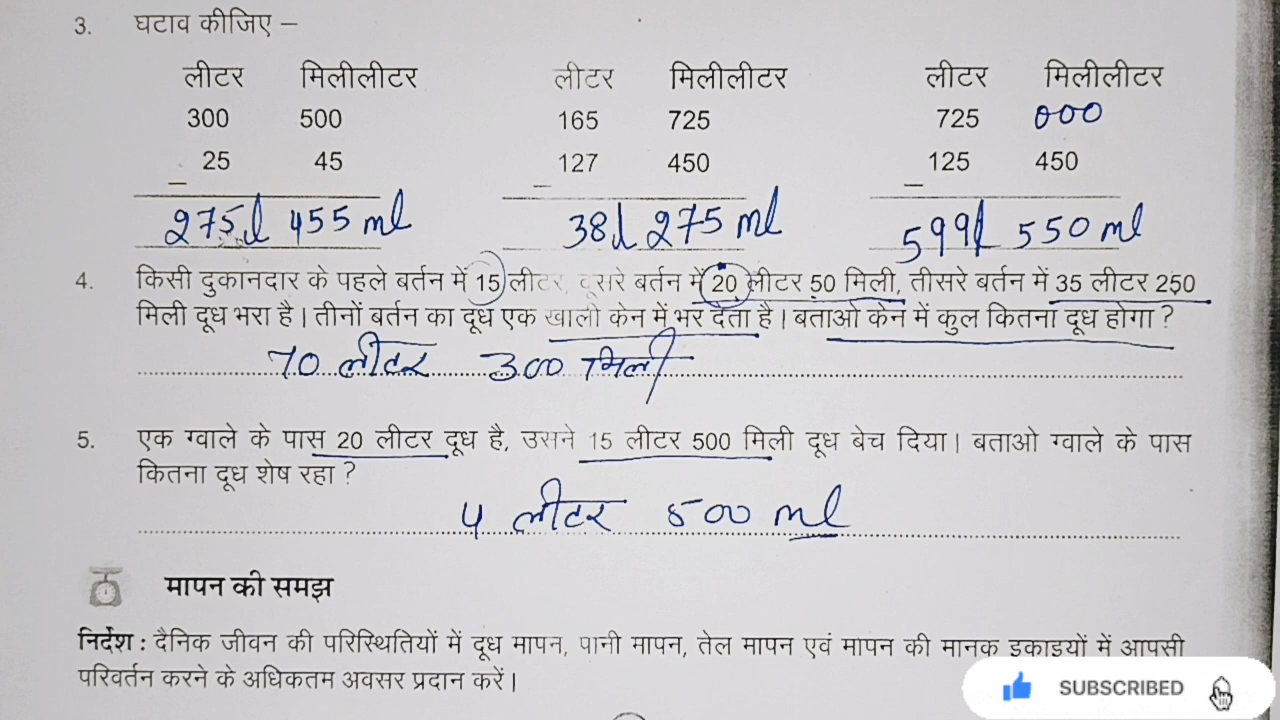 3. घटाव कीजिए –
लीटर मिलीलीटर लीटर मिलीलीटर लीटर मिलीलीटर
300 500 165 725 725 000
– 25 45 – 127 450 – 125 450
275 l 455 ml 38 l 275 ml 599 l 550 ml
4. किसी दुकानदार के पहले बर्तन में 15 लीटर, दूसरे बर्तन में 20 लीटर 50 मिली, तीसरे बर्तन में 35 लीटर 250
मिली दूध भरा है। तीनों बर्तन का दूध एक खाली केन में भर देता है। बताओ केन में कुल कितना दूध होगा ?
70 लीटर 300 मिली
5. एक ग्वाले के पास 20 लीटर दूध है, उसने 15 लीटर 500 मिली दूध बेच दिया। बताओ ग्वाले के पास
कितना दूध शेष रहा ?
4 लीटर 500 ml
मापन की समझ
निर्देश : दैनिक जीवन की परिस्थितियों में दूध मापन, पानी मापन, तेल मापन एवं मापन की मानक इकाइयों में आपसी
परिवर्तन करने के अधिकतम अवसर प्रदान करें।
SUBSCRIBED